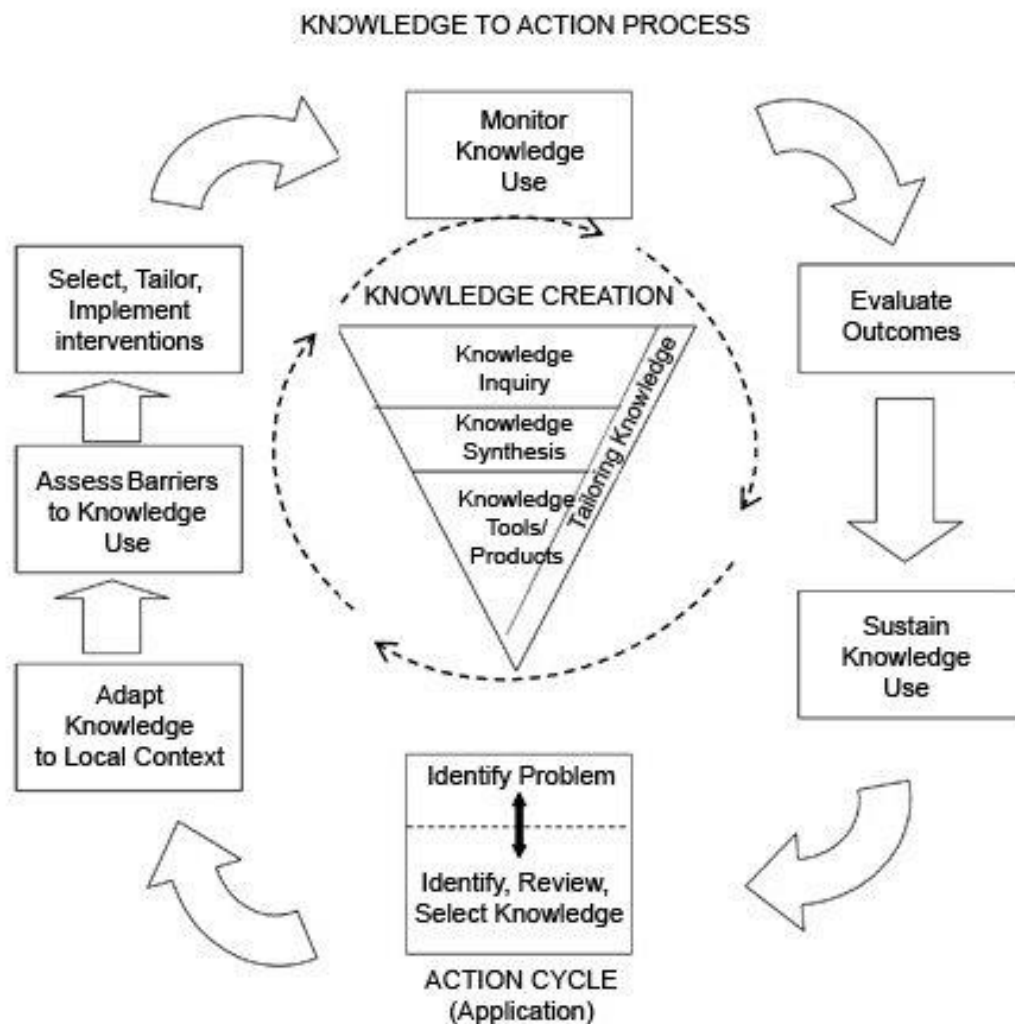 KNOWLEDGE TO ACTION PROCESS
Monitor
Knowledge
Use
Select, Tailor,
Implement
interventions
Evaluate
Outcomes
KNOWLEDGE CREATION
Knowledge
Inquiry
Knowledge
Synthesis
Knowledge
Tools/
Products
Tailoring Knowledge
Assess Barriers
to Knowledge
Use
Sustain
Knowledge
Use
Adapt
Knowledge
to Local Context
Identify Problem
Identify, Review,
Select Knowledge
ACTION CYCLE
(Application)